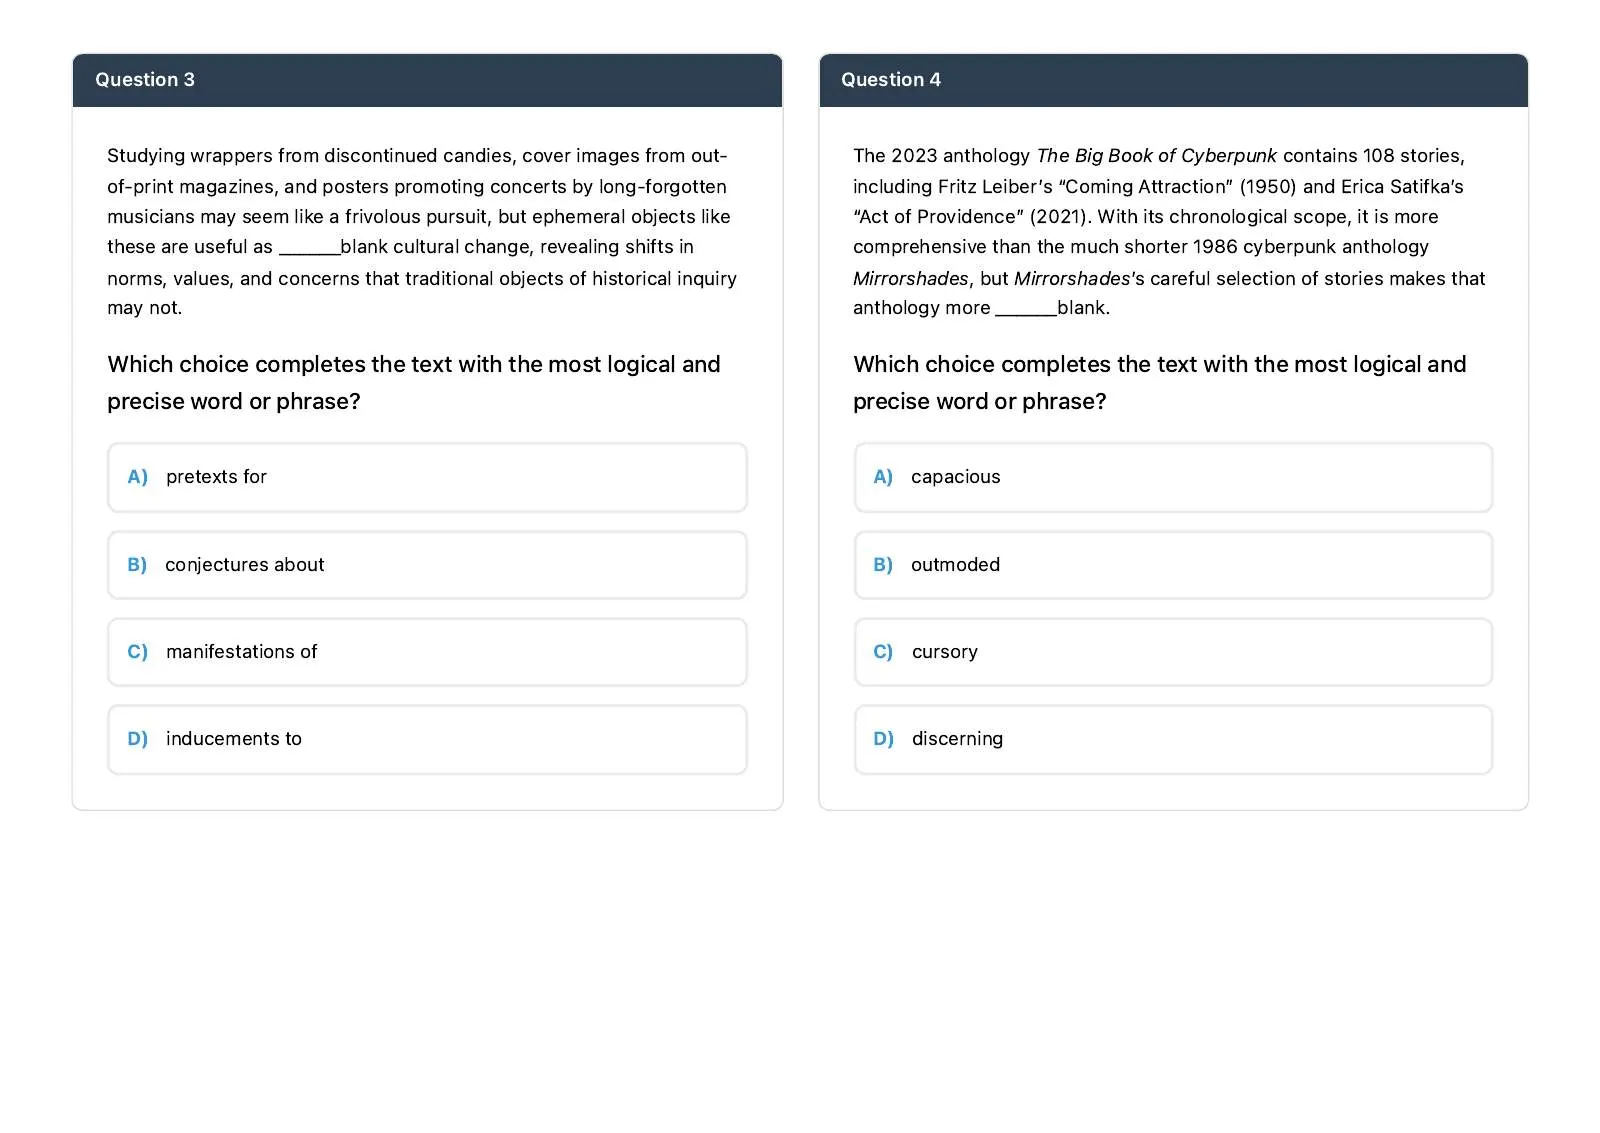 Question 3
Studying wrappers from discontinued candies, cover images from out-
of-print magazines, and posters promoting concerts by long-forgotten
musicians may seem like a frivolous pursuit, but ephemeral objects like
these are useful as ______blank cultural change, revealing shifts in
norms, values, and concerns that traditional objects of historical inquiry
may not.
Which choice completes the text with the most logical and
precise word or phrase?
A) pretexts for
B) conjectures about
C) manifestations of
D) inducements to
Question 4
The 2023 anthology The Big Book of Cyberpunk contains 108 stories,
including Fritz Leiber’s “Coming Attraction” (1950) and Erica Satifka’s
“Act of Providence” (2021). With its chronological scope, it is more
comprehensive than the much shorter 1986 cyberpunk anthology
Mirrorshades, but Mirrorshades’s careful selection of stories makes that
anthology more ______blank.
Which choice completes the text with the most logical and
precise word or phrase?
A) capacious
B) outmoded
C) cursory
D) discerning